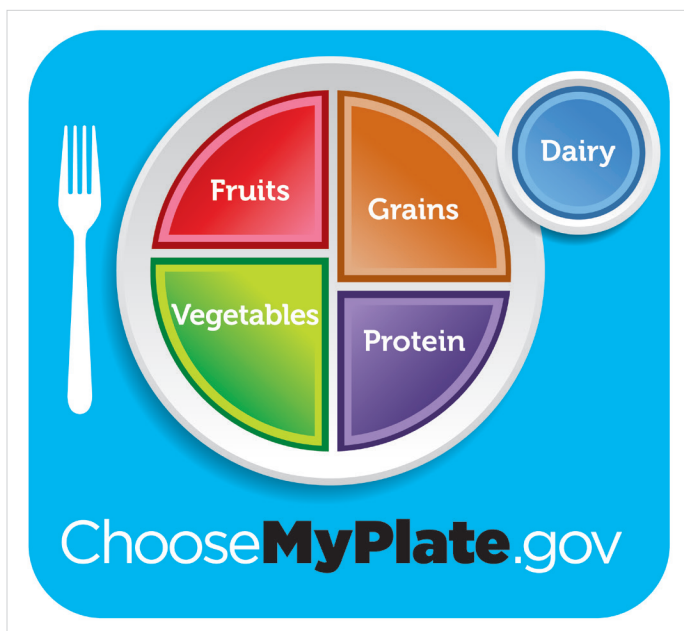 Fruits
Grains
Dairy
Vegetables
Protein
ChooseMyPlate.gov